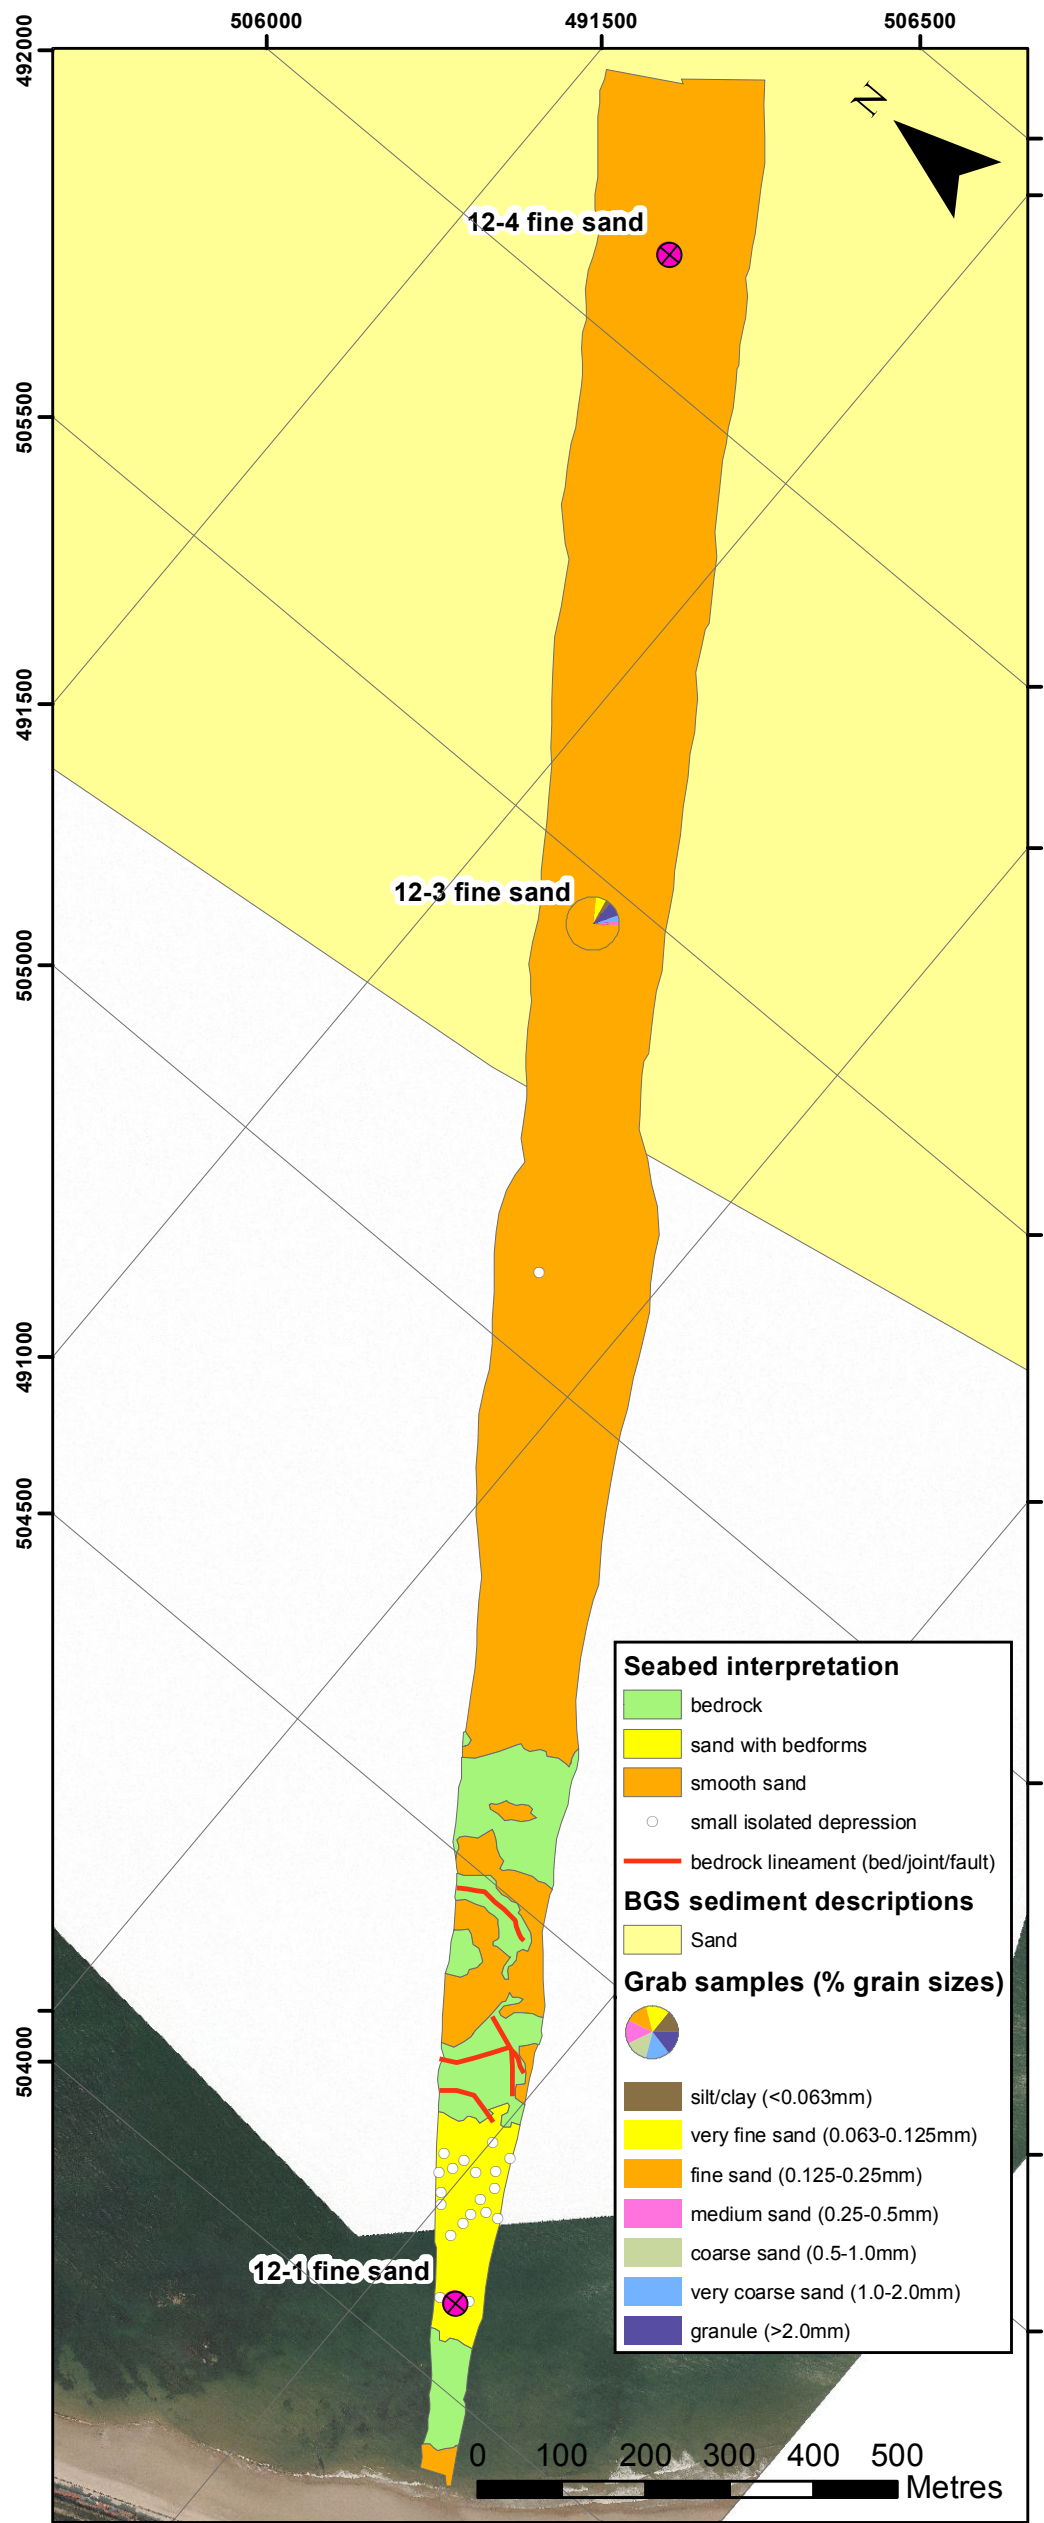 506000 491500 506500
492000
N
12-4 fine sand
505500
491500
12-3 fine sand
505000
491000
504500
504000
12-1 fine sand
Seabed interpretation
bedrock
sand with bedforms
smooth sand
small isolated depression
bedrock lineament (bed/joint/fault)
BGS sediment descriptions
Sand
Grab samples (% grain sizes)
silt/clay (<0.063mm)
very fine sand (0.063-0.125mm)
fine sand (0.125-0.25mm)
medium sand (0.25-0.5mm)
coarse sand (0.5-1.0mm)
very coarse sand (1.0-2.0mm)
granule (>2.0mm)
0 100 200 300 400 500
Metres